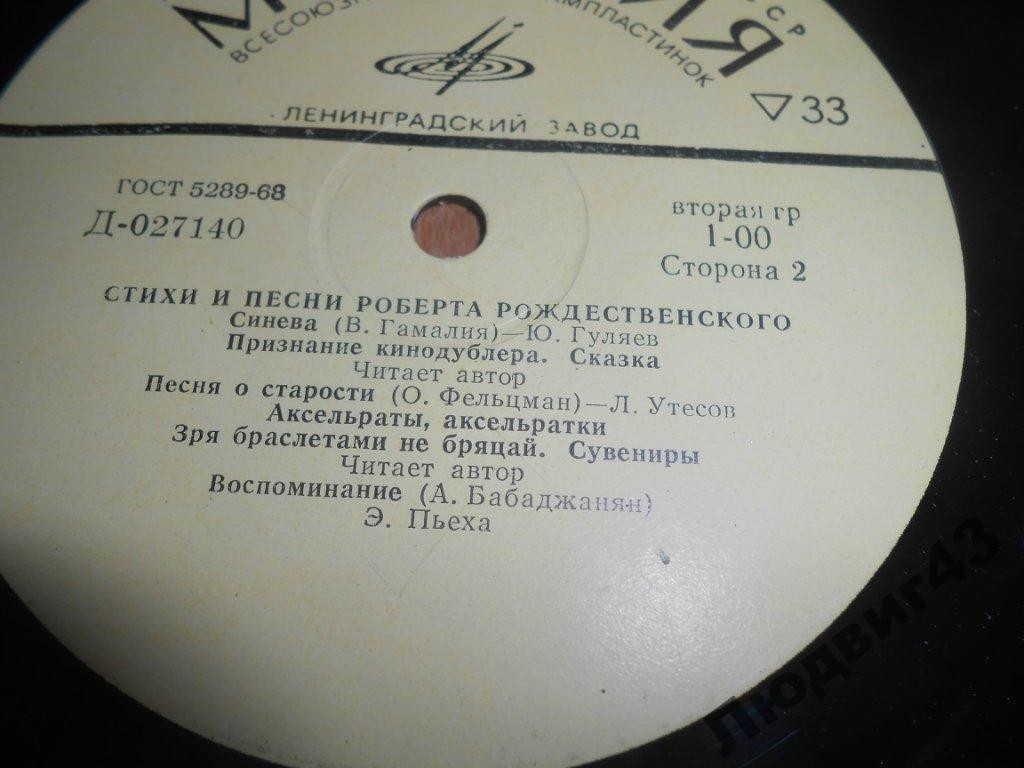 ЛЕНИНГРАДСКИЙ ЗАВОД
▽33
ГОСТ 5289-68
Д-027140
вторая гр
1-00
Сторона 2
СТИХИ И ПЕСНИ РОБЕРТА РОЖДЕСТВЕНСКОГО
Синева (В. Гамалия)—Ю. Гуляев
Признание кинодублера. Сказка
Читает автор
Песня о старости (О. Фельцман)—Л. Утесов
Аксельраты, аксельратки
Зря браслетами не бряцай. Сувениры
Читает автор
Воспоминание (А. Бабаджанян)
Э. Пьеха
Людвиг43